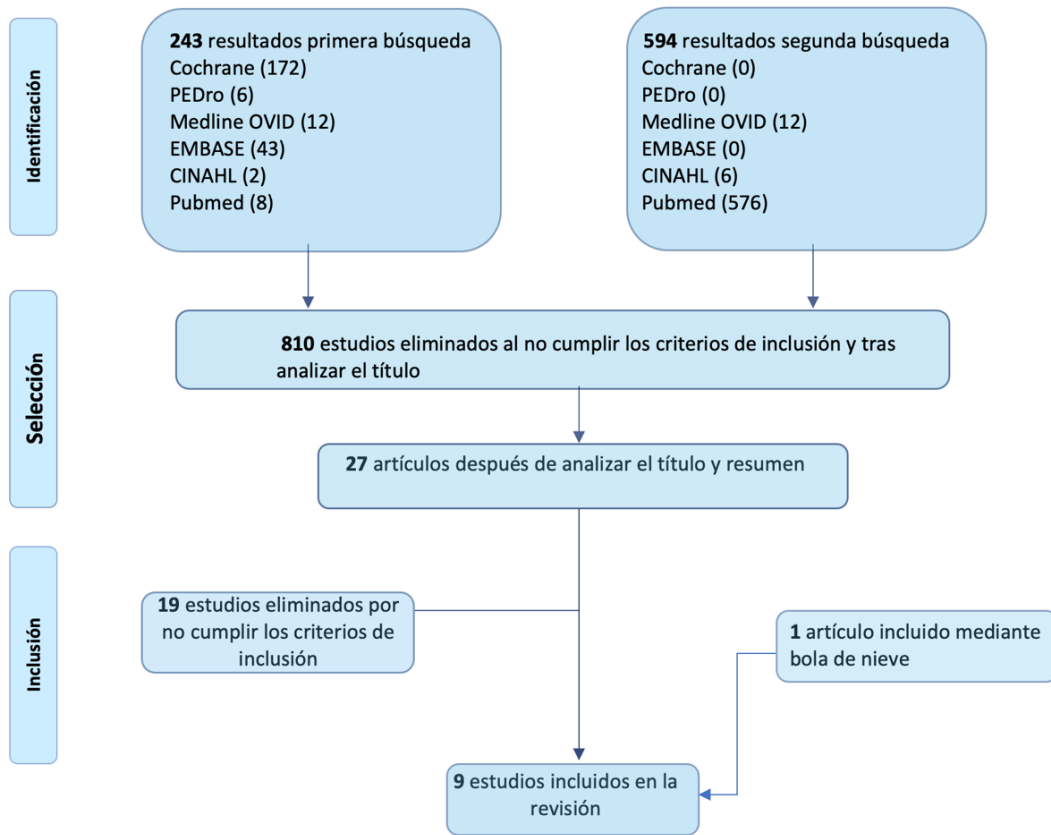 Identificación
243 resultados primera búsqueda
Cochrane (172)
PEDro (6)
Medline OVID (12)
EMBASE (43)
CINAHL (2)
Pubmed (8)
594 resultados segunda búsqueda
Cochrane (0)
PEDro (0)
Medline OVID (12)
EMBASE (0)
CINAHL (6)
Pubmed (576)
Selección
810 estudios eliminados al no cumplir los criterios de inclusión y tras
analizar el título
27 artículos después de analizar el título y resumen
Inclusión
19 estudios eliminados por
no cumplir los criterios de
inclusión
1 artículo incluido mediante
bola de nieve
9 estudios incluidos en la
revisión